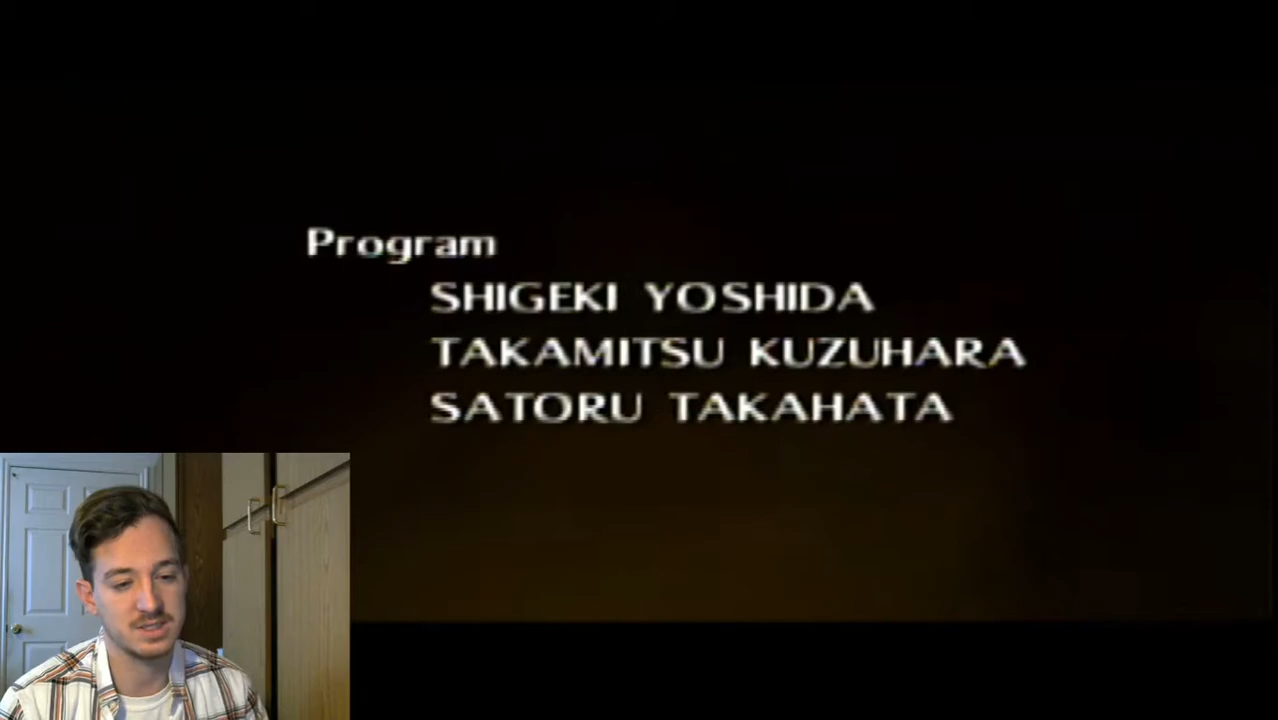 Program
SHIGEKI YOSHIDA
TAKAMITSU KUZUHARA
SATORU TAKAHATA